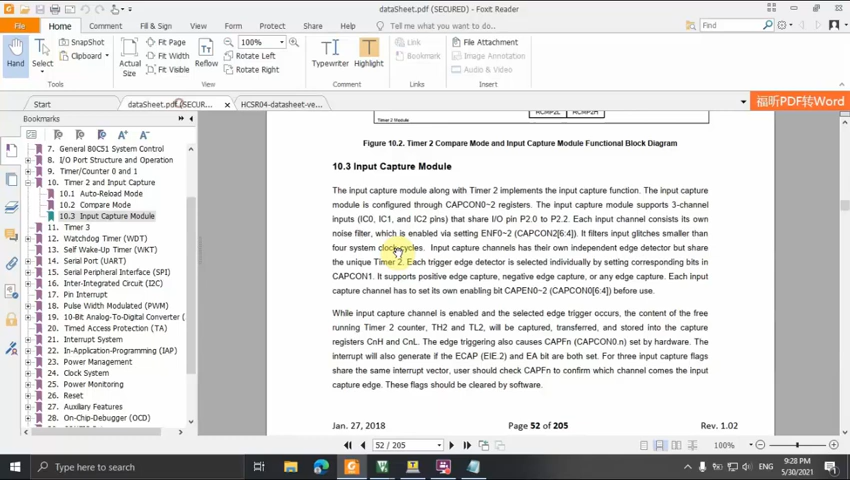 dataSheet.pdf (SECURED) - Foxit Reader
File Home Comment Fill & Sign View Form Protect Share Help Tell me what you want to do... Find
Hand
Select
SnapShot
Clipboard
Actual
Size
Fit Page
Fit Width
Fit Visible
Reflow
100%
Rotate Left
Rotate Right
Typewriter
Highlight
Link
Bookmark
File Attachment
Image Annotation
Audio & Video
Tools View Comment Links Insert
Start dataSheet.pdf (SECUR... HCSR04-datasheet-ve... 福昕PDF转Word
Bookmarks
7. General 80C51 System Control
8. I/O Port Structure and Operation
9. Timer/Counter 0 and 1
10. Timer 2 and Input Capture
10.1 Auto-Reload Mode
10.2 Compare Mode
10.3 Input Capture Module
11. Timer 3
12. Watchdog Timer (WDT)
13. Self Wake-Up Timer (WKT)
14. Serial Port (UART)
15. Serial Peripheral Interface (SPI)
16. Inter-Integrated Circuit (I2C)
17. Pin Interrupt
18. Pulse Width Modulated (PWM)
19. 10-Bit Analog-To-Digital Converter
20. Timed Access Protection (TA)
21. Interrupt System
22. In-Application-Programming (IAP)
23. Power Management
24. Clock System
25. Power Monitoring
26. Reset
27. Auxiliary Features
28. On-Chip-Debugger (OCD)
Timer 2 Module
RCMP2L RCMP2H
Figure 10.2. Timer 2 Compare Mode and Input Capture Module Functional Block Diagram
10.3 Input Capture Module
The input capture module along with Timer 2 implements the input capture function. The input capture
module is configured through CAPCON0~2 registers. The input capture module supports 3-channel
inputs (IC0, IC1, and IC2 pins) that share I/O pin P2.0 to P2.2. Each input channel consists its own
noise filter, which is enabled via setting ENF0~2 (CAPCON2[6:4]). It filters input glitches smaller than
four system clock cycles. Input capture channels has their own independent edge detector but share
the unique Timer 2. Each trigger edge detector is selected individually by setting corresponding bits in
CAPCON1. It supports positive edge capture, negative edge capture, or any edge capture. Each input
capture channel has to set its own enabling bit CAPEN0~2 (CAPCON0[6:4]) before use.
While input capture channel is enabled and the selected edge trigger occurs, the content of the free
running Timer 2 counter, TH2 and TL2, will be captured, transferred, and stored into the capture
registers CnH and CnL. The edge triggering also causes CAPFn (CAPCON0.n) set by hardware. The
interrupt will also generate if the ECAP (EIE.2) and EA bit are both set. For three input capture flags
share the same interrupt vector, user should check CAPFn to confirm which channel comes the input
capture edge. These flags should be cleared by software.
Jan. 27, 2018 Page 52 of 205 Rev. 1.02
52 / 205
100%
Type here to search
ENG
9:28 PM
5/30/2021